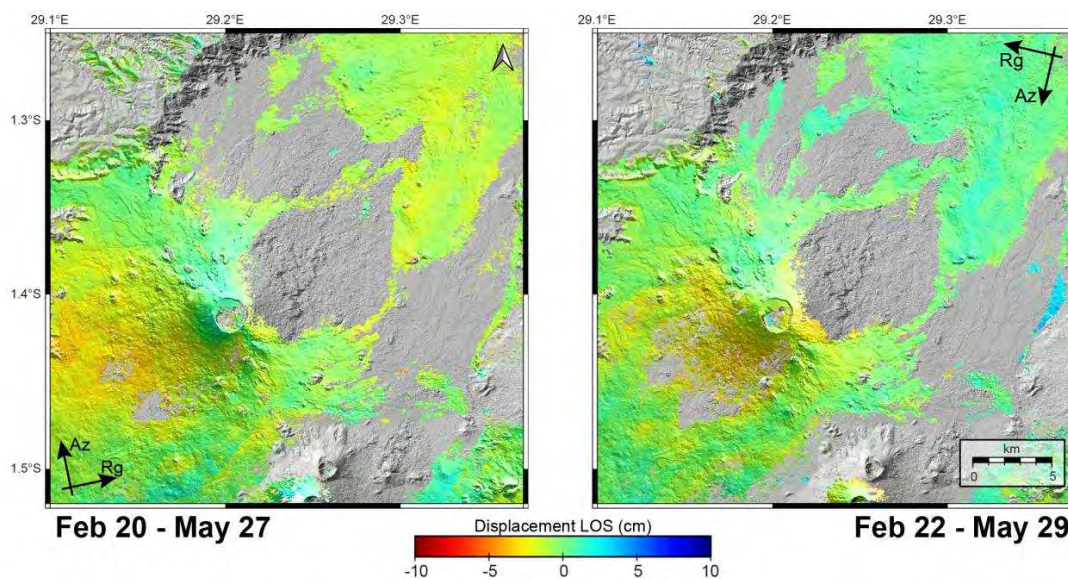 29.1°E 29.2° 29.3° 29.2° 29.3°
1.3°S
1.4°S
1.5°S
Rg
Az
Az
Rg
km
0 5
Feb 20 - May 27
Feb 22 - May 29
Displacement LOS (cm)
-10 -5 0 5 10